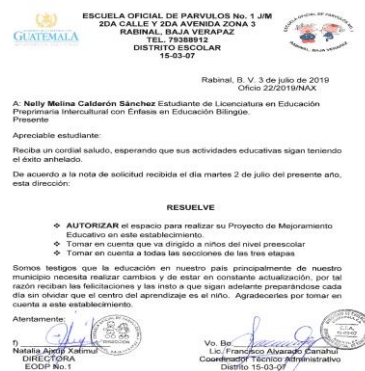 ESCUELA OFICIAL DE PARVULOS No. 1 J/M
2DA CALLE Y 2DA AVENIDA ZONA 3
RABINAL, BAJA VERAPAZ
TEL. 79388912
DISTRITO ESCOLAR
15-03-07
GUATEMALA
Rabinal, B. V. 3 de julio de 2019
Oficio 22/2019/NAX
A: Nelly Melina Calderón Sánchez Estudiante de Licenciatura en Educación
Preprimaria Intercultural con Énfasis en Educación Bilingüe.
Presente
Apreciable estudiante:
Reciba un cordial saludo, esperando que sus actividades educativas sigan teniendo
el éxito anhelado.
De acuerdo a la nota de solicitud recibida el día martes 2 de julio del presente año,
esta dirección:
RESUELVE
❖ AUTORIZAR el espacio para realizar su Proyecto de Mejoramiento
Educativo en este establecimiento.
❖ Tomar en cuenta que va dirigido a niños del nivel preescolar
❖ Tomar en cuenta a todas las secciones de las tres etapas
Somos testigos que la educación en nuestro país principalmente de nuestro
municipio necesita realizar cambios y de estar en constante actualización, por tal
razón reciban las felicitaciones y las insto a que sigan adelante preparándose cada
día sin olvidar que el centro del aprendizaje es el niño. Agradecerles por tomar en
cuenta a este establecimiento.
Atentamente:
f)
Natalia Ajxup Xatimul
DIRECTORA
EODP No.1
DIRECCIÓN
Vo. Bo.
Lic. Francisco Alvarado Canahui
Coordinador Técnico Administrativo
Distrito 15-03-07